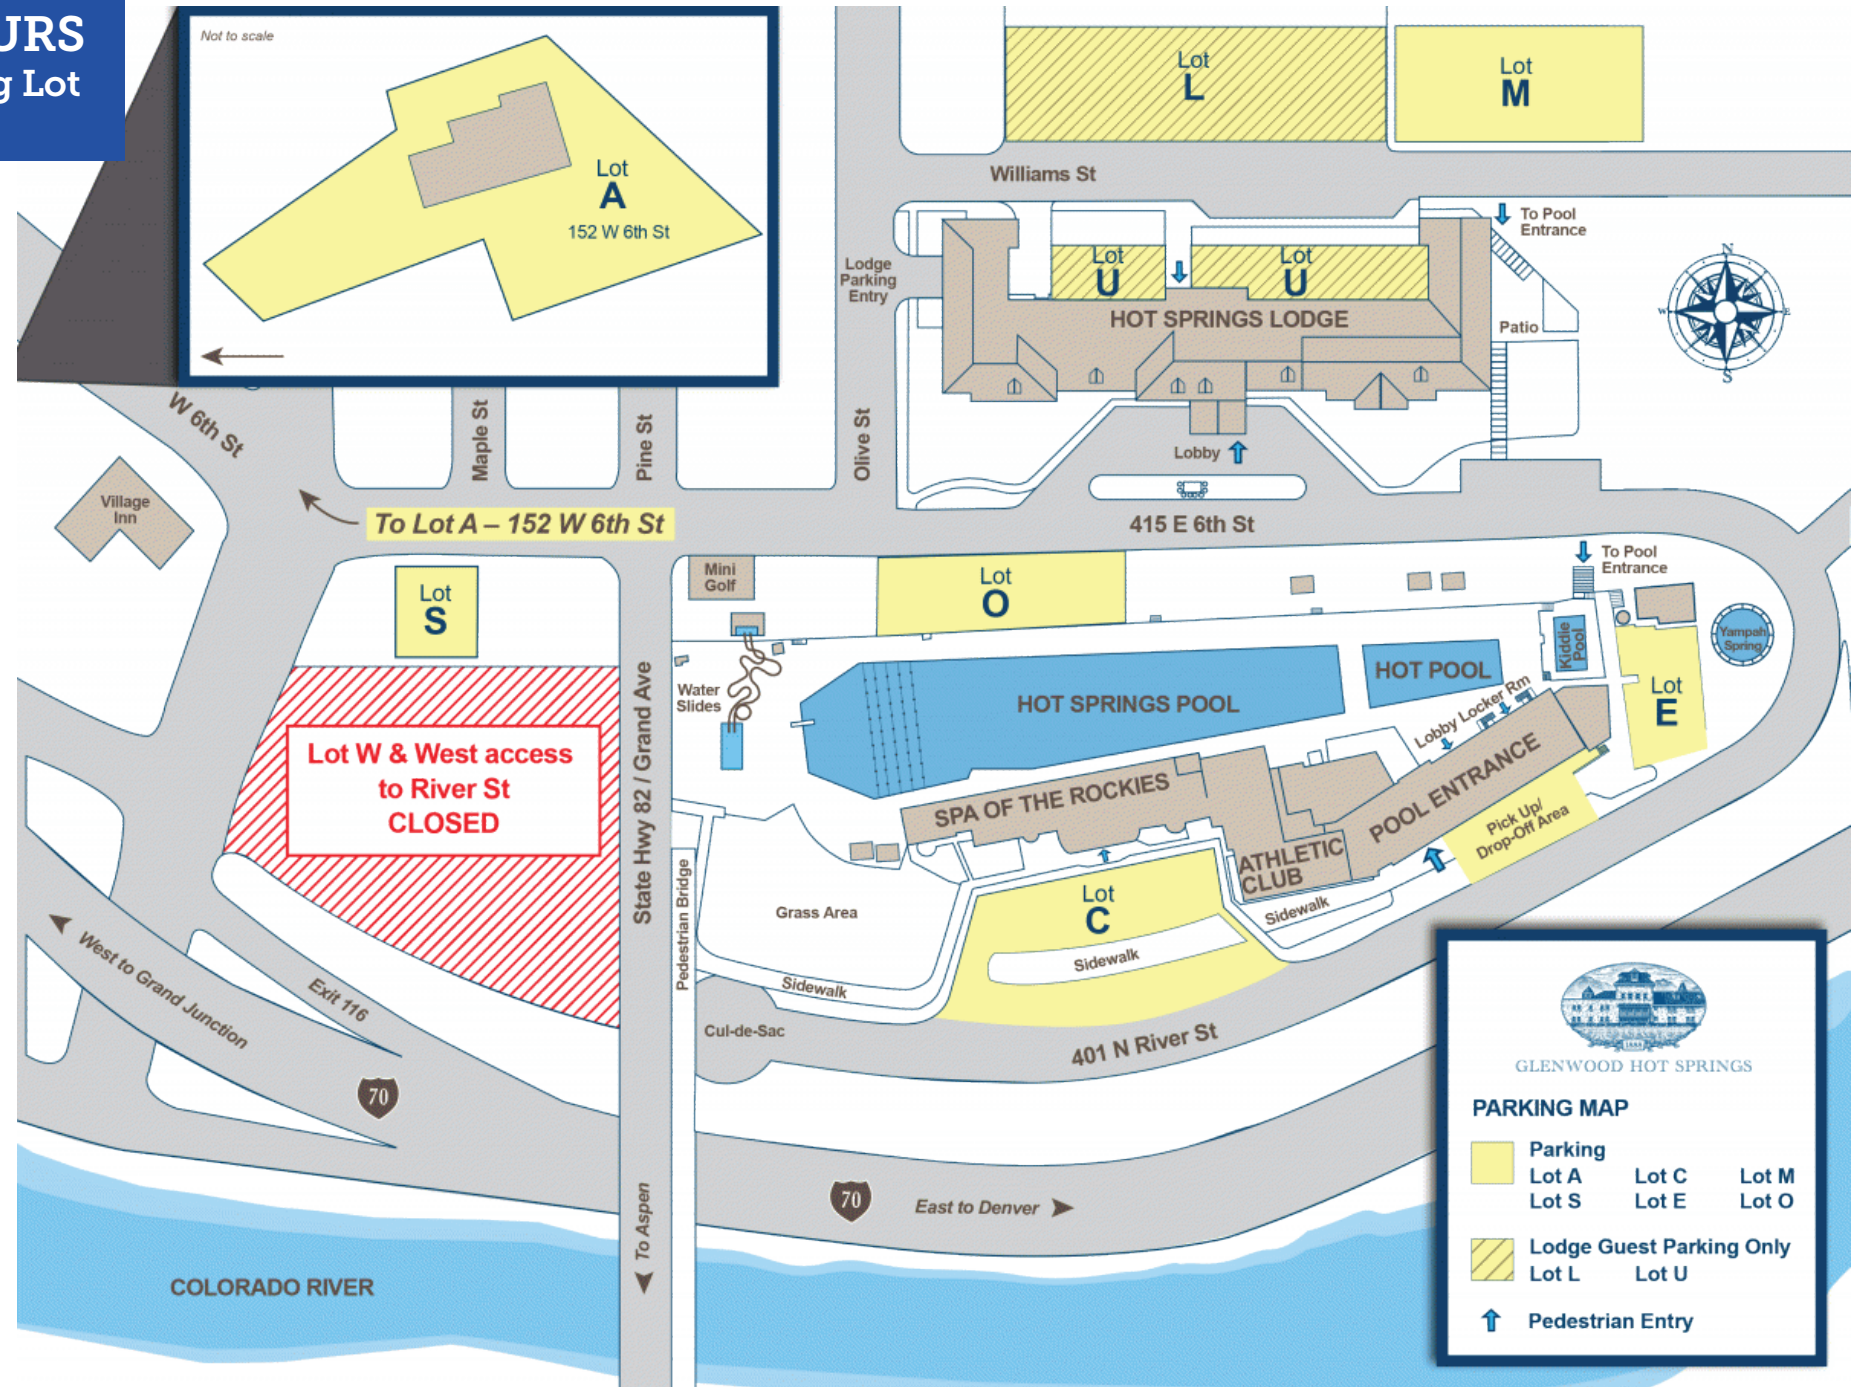 URS
g Lot
Not to scale
Lot
A
152 W 6th St
Lot
L
Lot
M
Williams St
To Pool
Entrance
Lodge
Parking
Entry
Lot
U
Lot
U
HOT SPRINGS LODGE
Patio
N
W
E
S
W 6th St
Maple St
Pine St
Olive St
Lobby
Village
Inn
To Lot A – 152 W 6th St
415 E 6th St
Lot
S
Mini
Golf
Lot
O
To Pool
Entrance
Kiddie
Pool
Yampah
Spring
Water
Slides
HOT SPRINGS POOL
HOT POOL
Lobby Locker Rm
Lot
E
Lot W & West access
to River St
CLOSED
State Hwy 82 / Grand Ave
SPA OF THE ROCKIES
POOL ENTRANCE
Pick Up/
Drop-Off Area
ATHLETIC
CLUB
Pedestrian Bridge
Grass Area
Lot
C
Sidewalk
Sidewalk
Sidewalk
West to Grand Junction
Exit 116
Cul-de-Sac
401 N River St
70
70
East to Denver
To Aspen
COLORADO RIVER
1888
GLENWOOD HOT SPRINGS
PARKING MAP
Parking
Lot A Lot C Lot M
Lot S Lot E Lot O
Lodge Guest Parking Only
Lot L Lot U
Pedestrian Entry